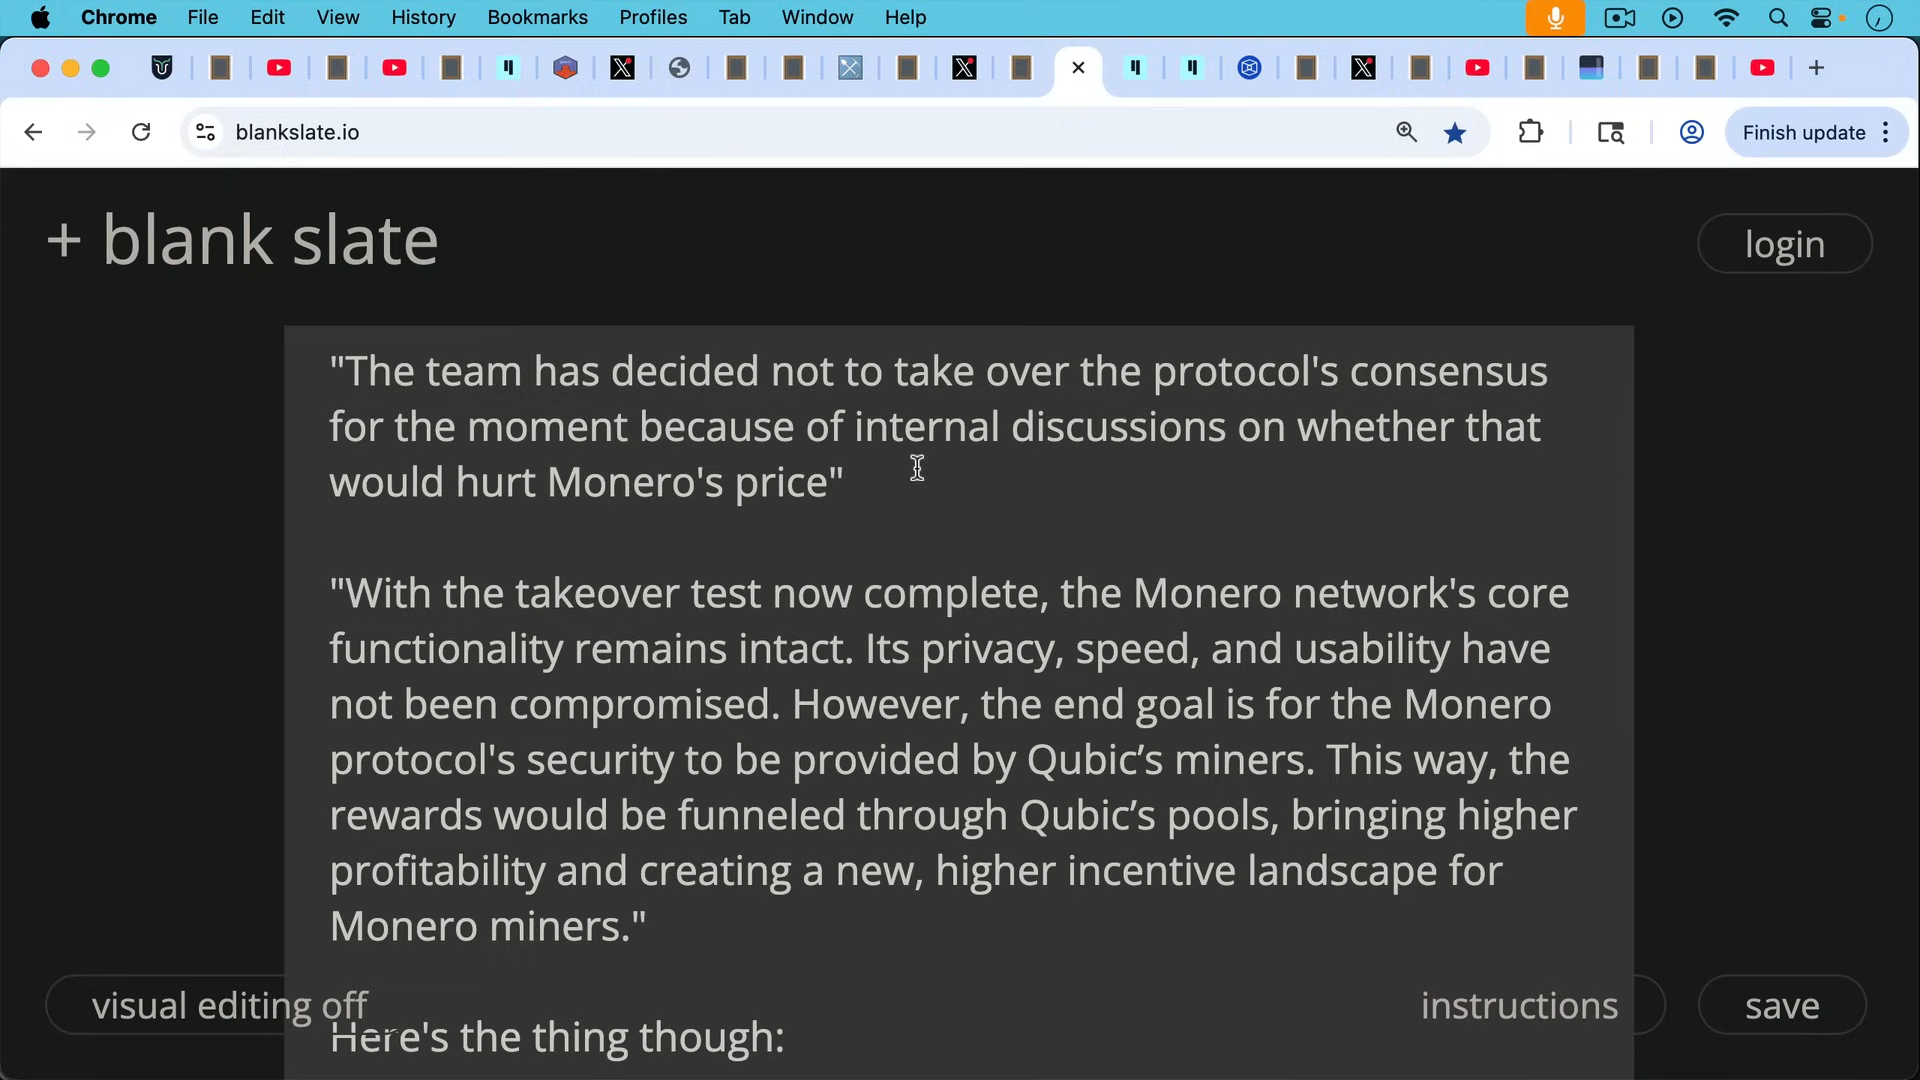 Chrome File Edit View History Bookmarks Profiles Tab Window Help
blankslate.io
Finish update
+ blank slate
login
"The team has decided not to take over the protocol's consensus
for the moment because of internal discussions on whether that
would hurt Monero's price"
"With the takeover test now complete, the Monero network's core
functionality remains intact. Its privacy, speed, and usability have
not been compromised. However, the end goal is for the Monero
protocol's security to be provided by Qubic’s miners. This way, the
rewards would be funneled through Qubic’s pools, bringing higher
profitability and creating a new, higher incentive landscape for
Monero miners."
visual editing off
instructions
save
Here's the thing though: